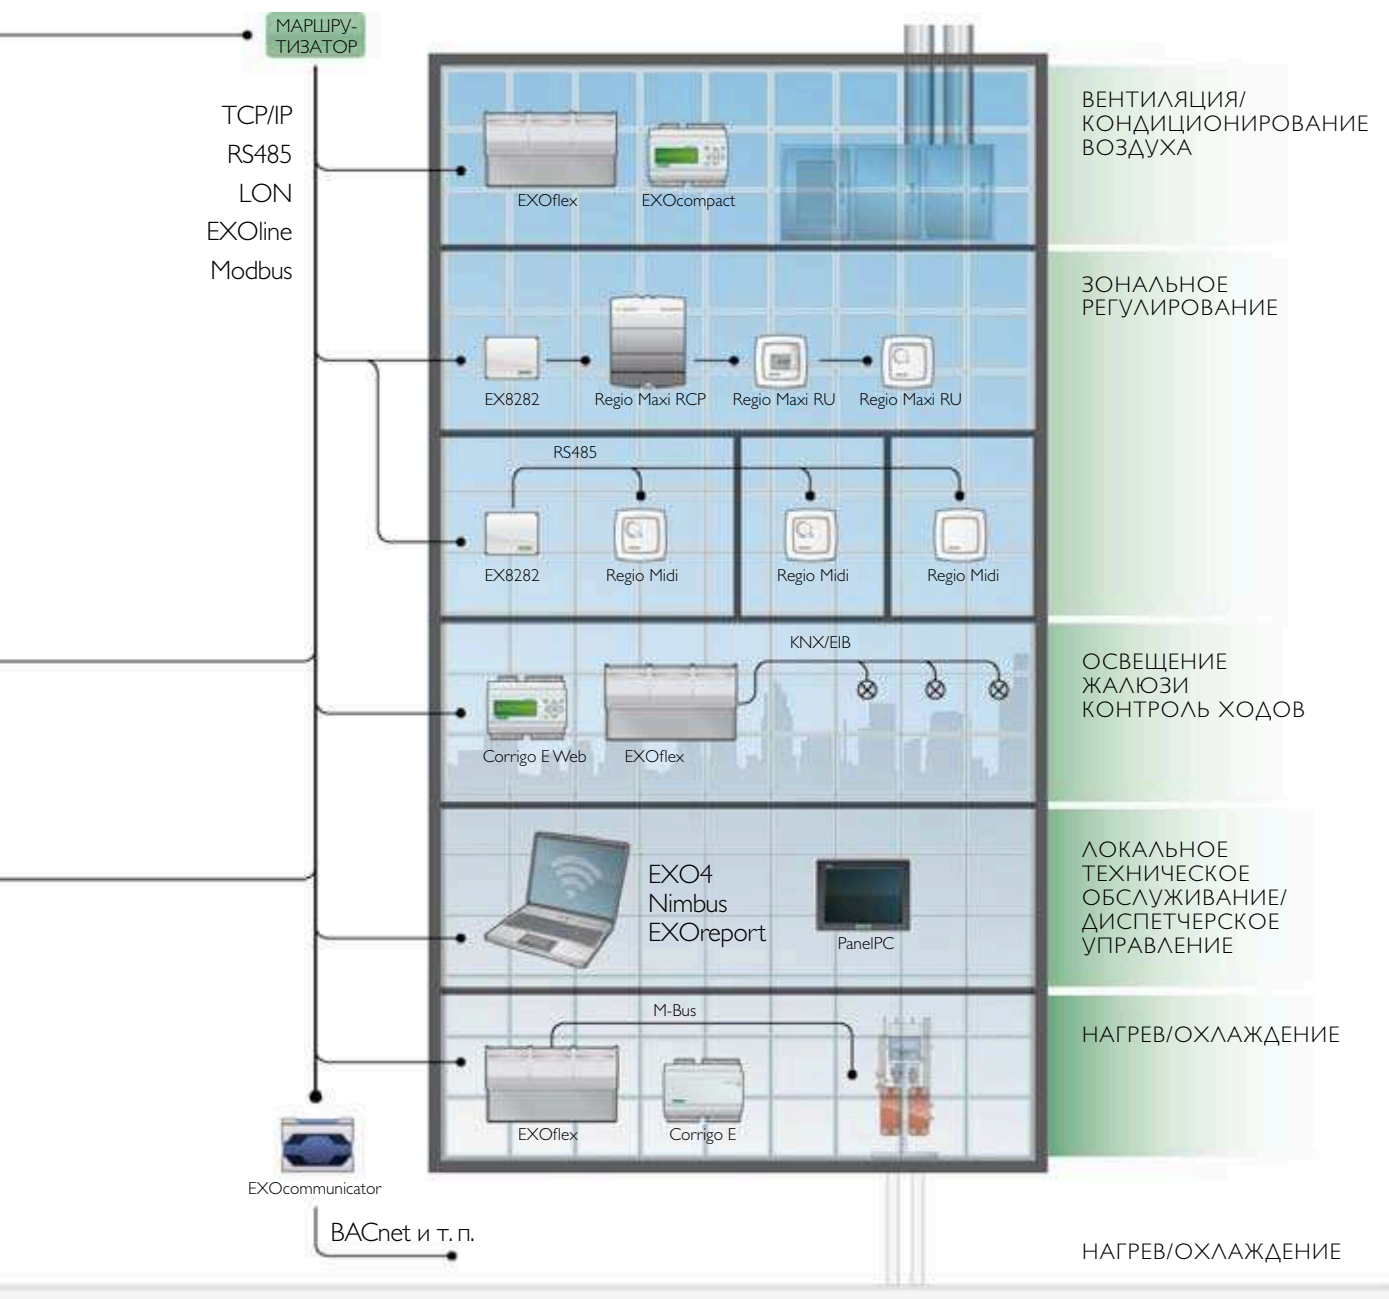 МАРШРУ-
ТИЗАТОР
TCP/IP
RS485
LON
EXOline
Modbus
EXOflex
EXOcompact
ВЕНТИЛЯЦИЯ/
КОНДИЦИОНИРОВАНИЕ
ВОЗДУХА
EX8282
Regio Maxi RCP
Regio Maxi RU
Regio Maxi RU
ЗОНАЛЬНОЕ
РЕГУЛИРОВАНИЕ
RS485
EX8282
Regio Midi
Regio Midi
Regio Midi
KNX/EIB
Corrigo E Web
EXOflex
ОСВЕЩЕНИЕ
ЖАЛЮЗИ
КОНТРОЛЬ ХОДОВ
EXO4
Nimbus
EXOreport
PanelPC
ЛОКАЛЬНОЕ
ТЕХНИЧЕСКОЕ
ОБСЛУЖИВАНИЕ/
ДИСПЕТЧЕРСКОЕ
УПРАВЛЕНИЕ
M-Bus
EXOflex
Corrigo E
НАГРЕВ/ОХЛАЖДЕНИЕ
EXOcommunicator
BACnet и т. п.
НАГРЕВ/ОХЛАЖДЕНИЕ